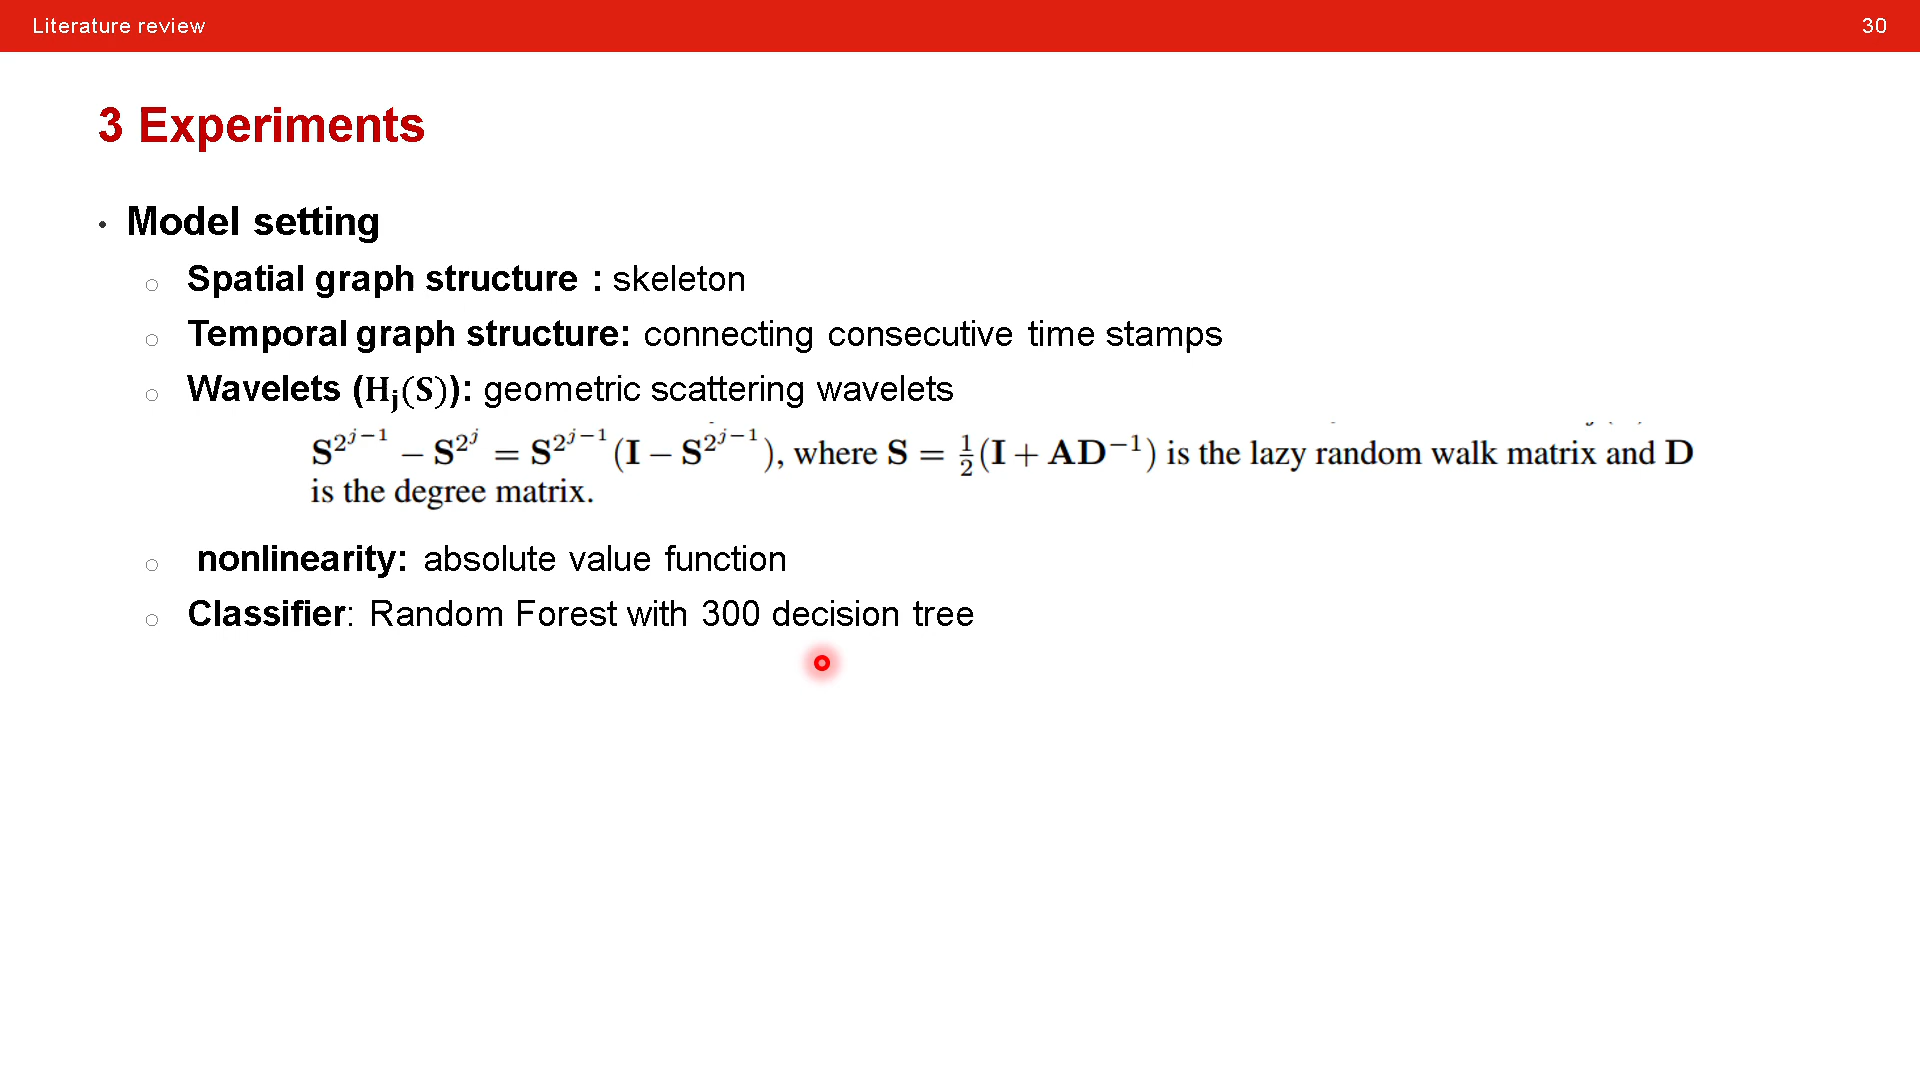 Literature review 30
3 Experiments
• Model setting
○ Spatial graph structure : skeleton
○ Temporal graph structure: connecting consecutive time stamps
○ Wavelets (H_j(S)): geometric scattering wavelets
S^{2^{j−1}} − S^{2^j} = S^{2^{j−1}}(I − S^{2^{j−1}}), where S = \frac{1}{2}(I + AD^{−1}) is the lazy random walk matrix and D
is the degree matrix.
○ nonlinearity: absolute value function
○ Classifier: Random Forest with 300 decision tree